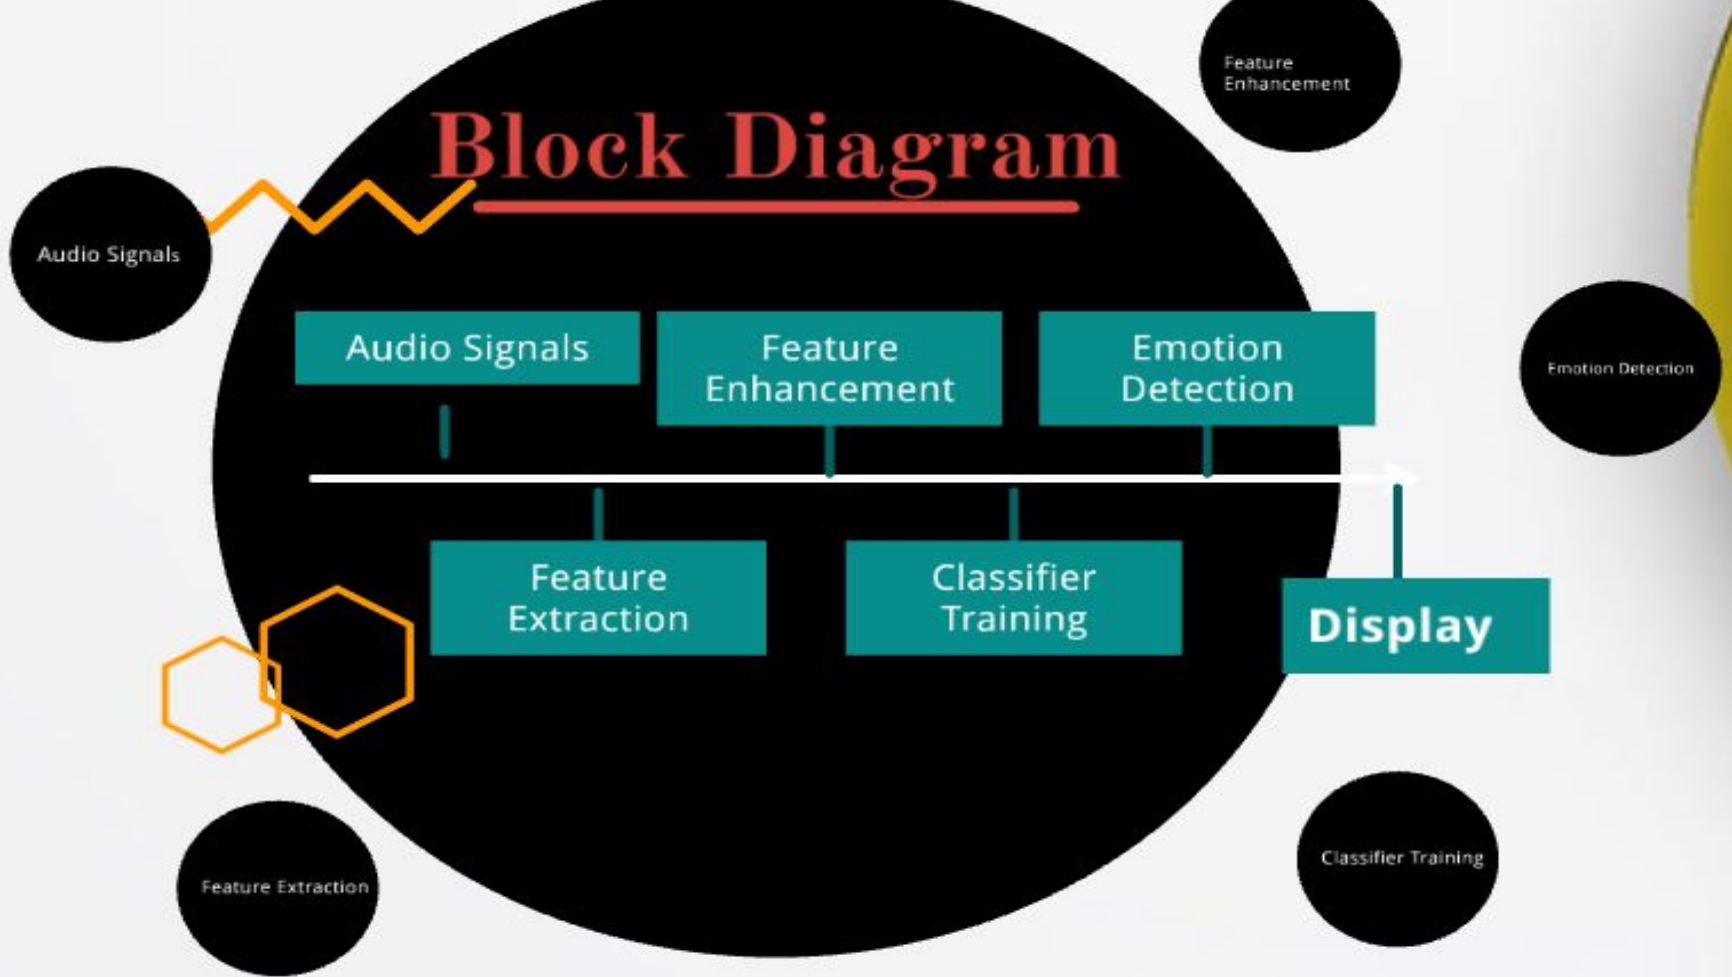 Feature
Enhancement
Block Diagram
Audio Signals
Audio Signals
Feature
Enhancement
Emotion
Detection
Emotion Detection
Feature
Extraction
Classifier
Training
Display
Classifier Training
Feature Extraction